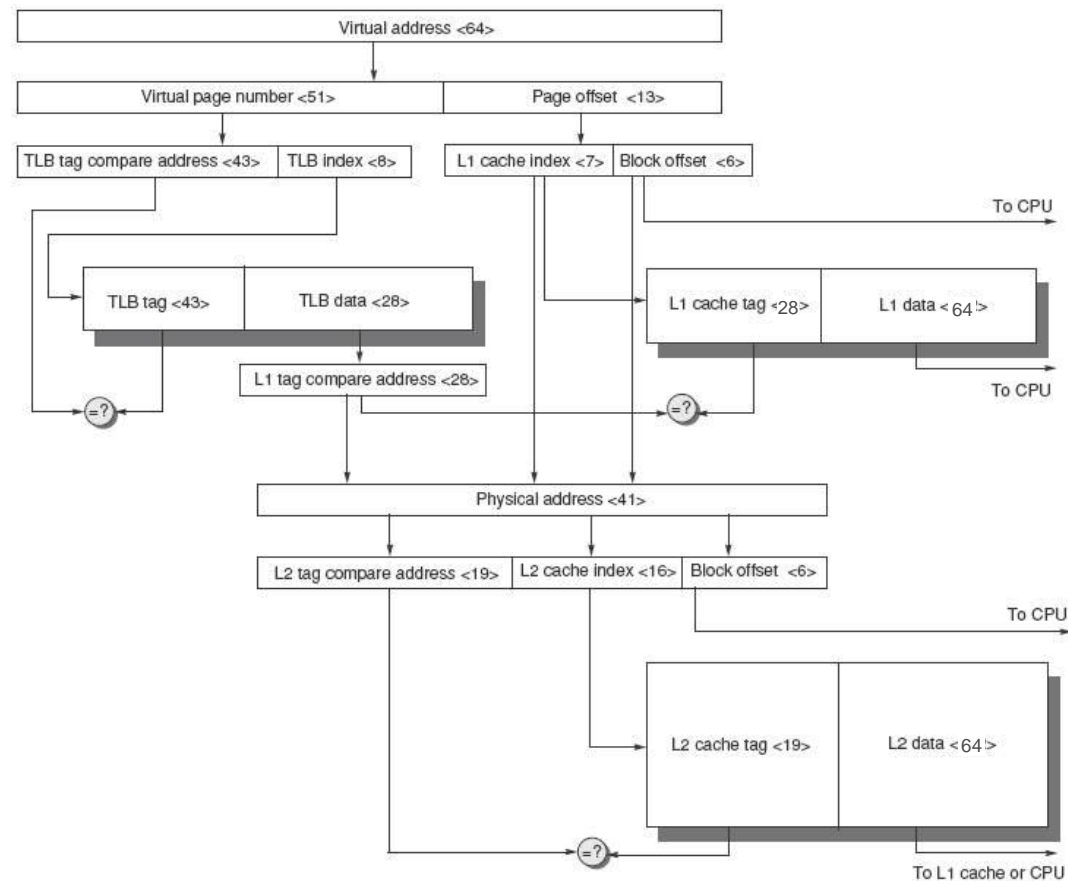 Virtual address <64>
Virtual page number <51>
Page offset <13>
TLB tag compare address <43>
TLB index <8>
L1 cache index <7>
Block offset <6>
To CPU
TLB tag <43>
TLB data <28>
L1 cache tag <28>
L1 data < 64 >
L1 tag compare address <28>
To CPU
=?
=?
Physical address <41>
L2 tag compare address <19>
L2 cache index <16>
Block offset <6>
To CPU
L2 cache tag <19>
L2 data <64>
=?
To L1 cache or CPU